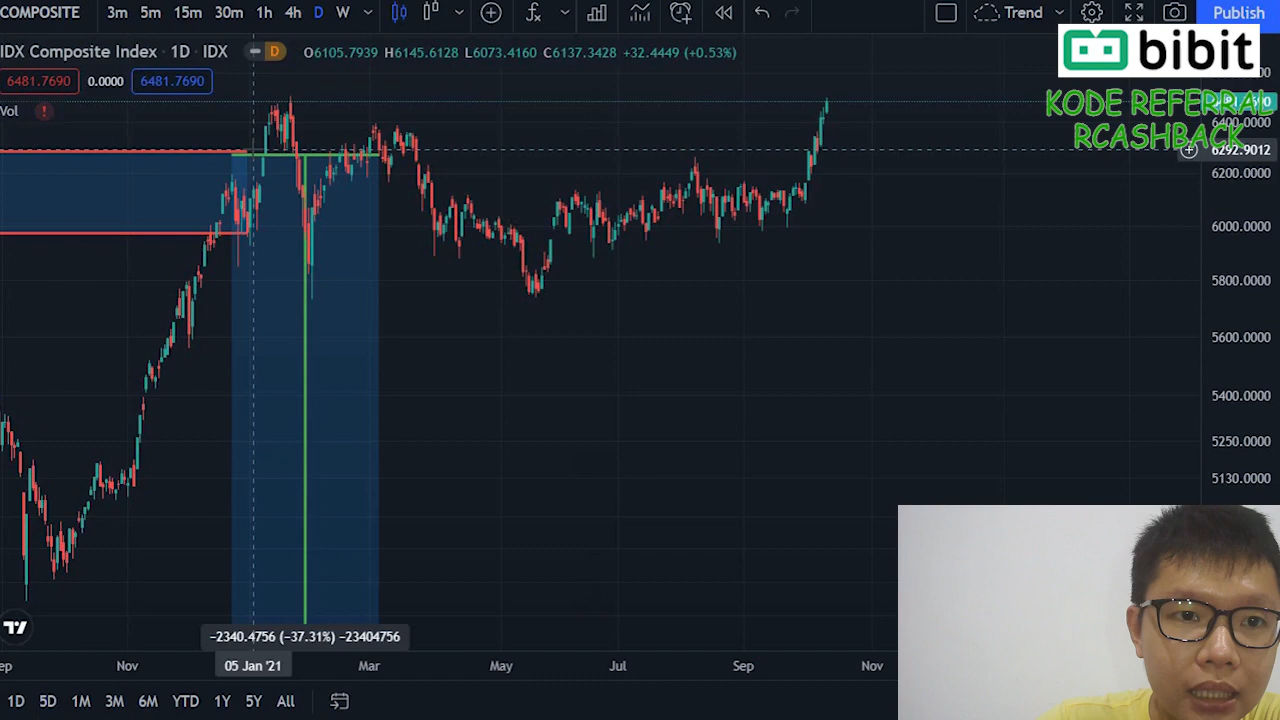 COMPOSITE 3m 5m 15m 30m 1h 4h D W Trend Publish
IDX Composite Index · 1D · IDX D O6105.7939 H6145.6128 L6073.4160 C6137.3428 +32.4449 (+0.53%)
bibit
6481.7690 0.0000 6481.7690
KODE REFERRAL
RCASHBACK
Vol
6400.0000
6292.9012
6200.0000
6000.0000
5800.0000
5600.0000
5400.0000
5250.0000
5130.0000
−2340.4756 (−37.31%) −23404756
Nov 05 Jan '21 Mar May Jul Sep Nov
1D 5D 1M 3M 6M YTD 1Y 5Y All